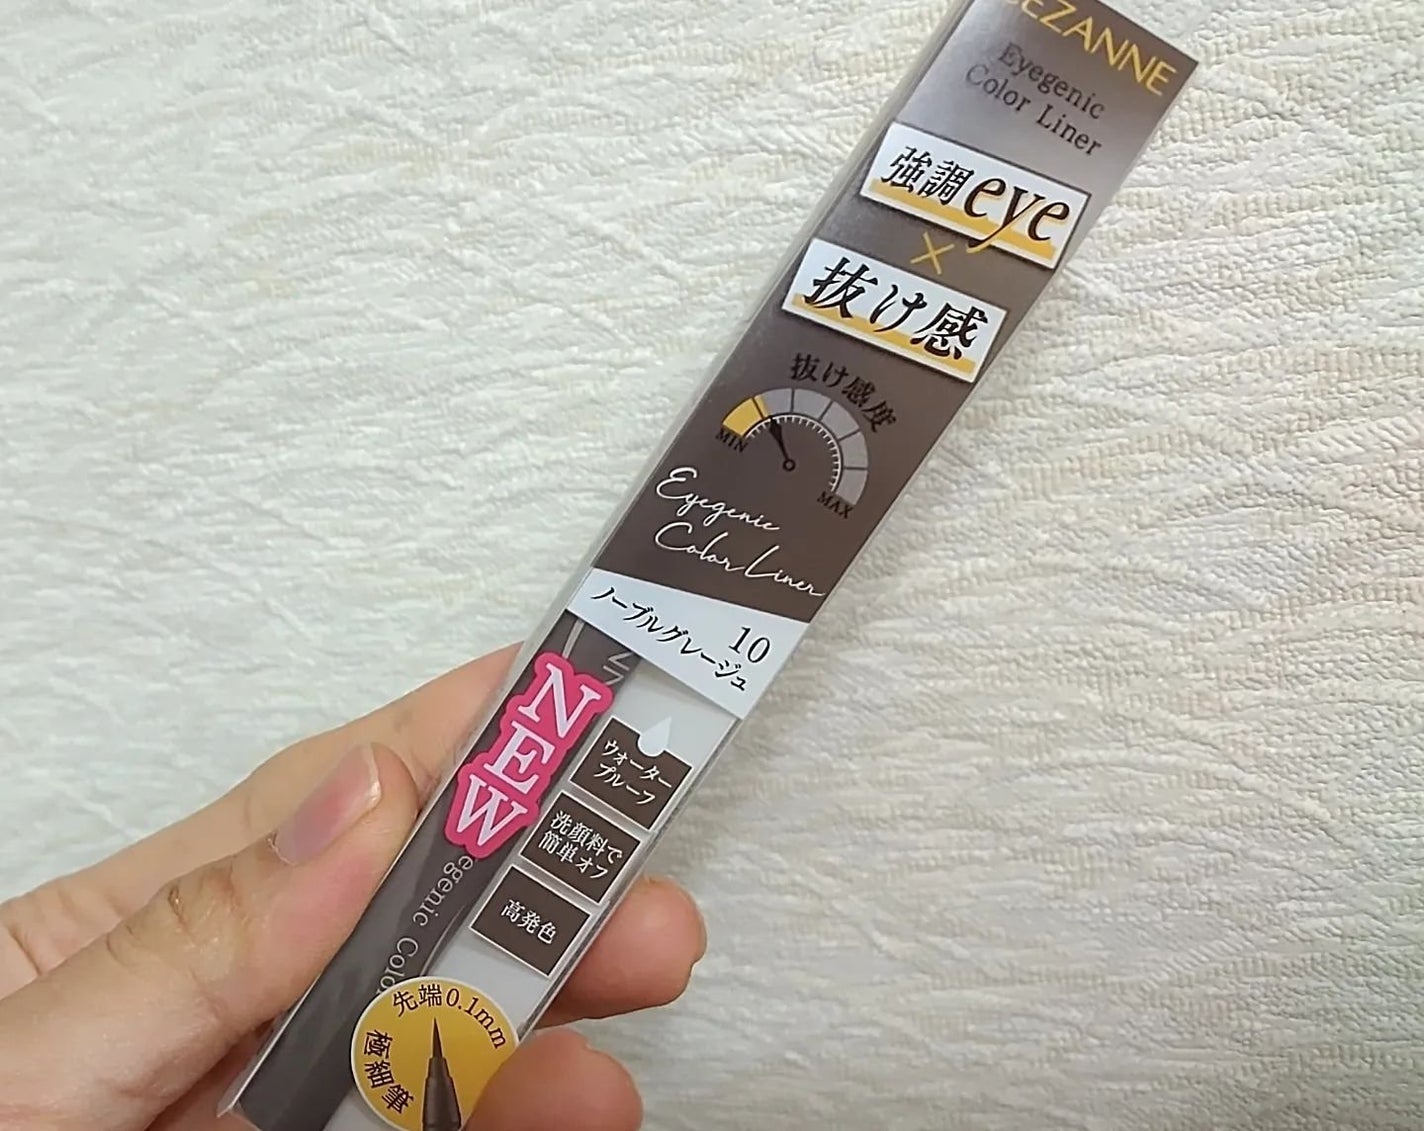 CEZANNE
Eyegenic
Color Liner
強調eye
×
抜け感
抜け感度
MIN
MAX
Eyegenic
Color Liner
10
ノーブルグレージュ
NEW
ウォーター
プルーフ
洗顔料で
簡単オフ
高発色
egenic Color
先端0.1mm
極細筆